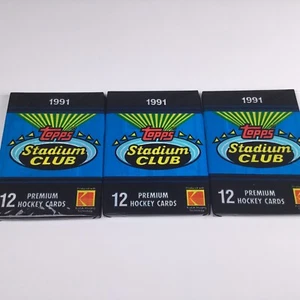 1991
Topps
Stadium
CLUB
12 PREMIUM
HOCKEY CARDS
1991
Topps
Stadium
CLUB
12 PREMIUM
HOCKEY CARDS
1991
Topps
Stadium
CLUB
12 PREMIUM
HOCKEY CARDS